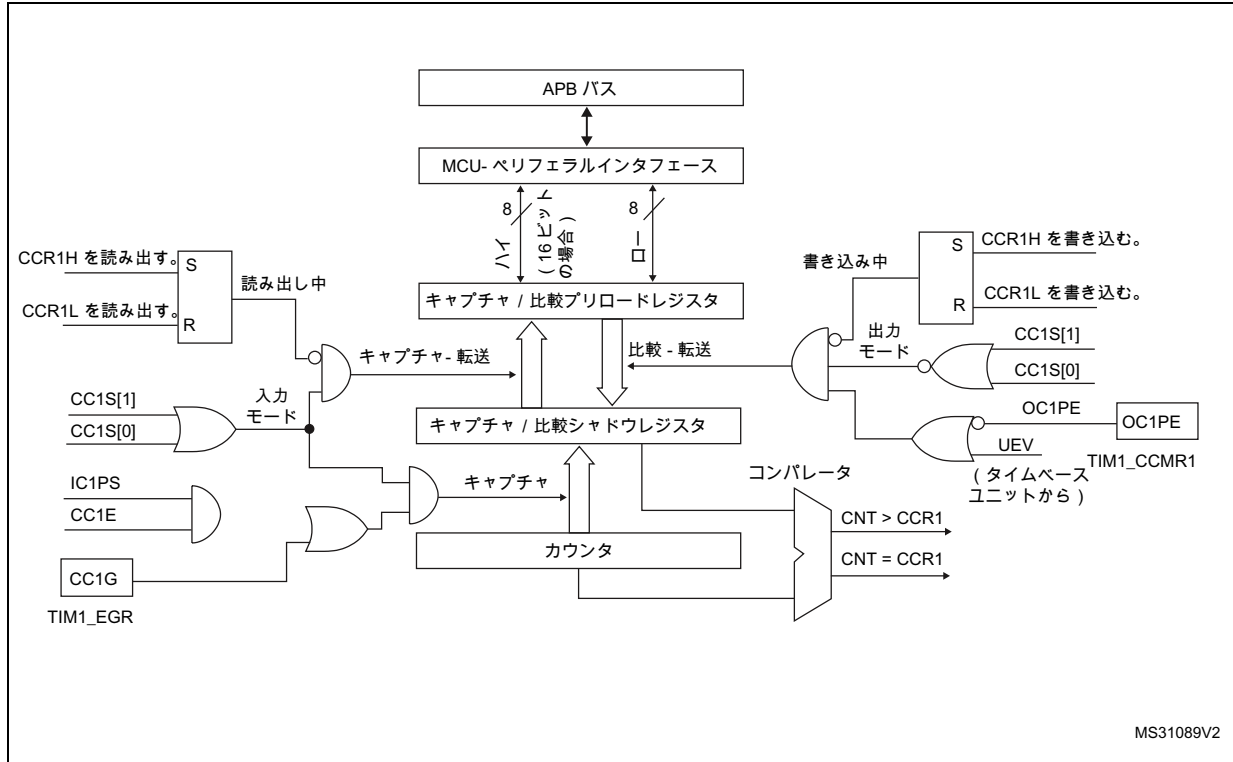 APB バス
MCU- ペリフェラルインタフェース
8
ハイ
( 16 ビット
の場合 )
8
ロー
CCR1H を読み出す。
S
読み出し中
CCR1L を読み出す。
R
キャプチャ / 比較プリロードレジスタ
書き込み中
S
CCR1H を書き込む。
R
CCR1L を書き込む。
キャプチャ- 転送
比較 - 転送
出力
モード
CC1S[1]
CC1S[0]
CC1S[1]
CC1S[0]
入力
モード
キャプチャ / 比較シャドウレジスタ
OC1PE
OC1PE
UEV
TIM1_CCMR1
( タイムベース
ユニットから )
IC1PS
CC1E
キャプチャ
コンパレータ
カウンタ
CNT > CCR1
CNT = CCR1
CC1G
TIM1_EGR
MS31089V2